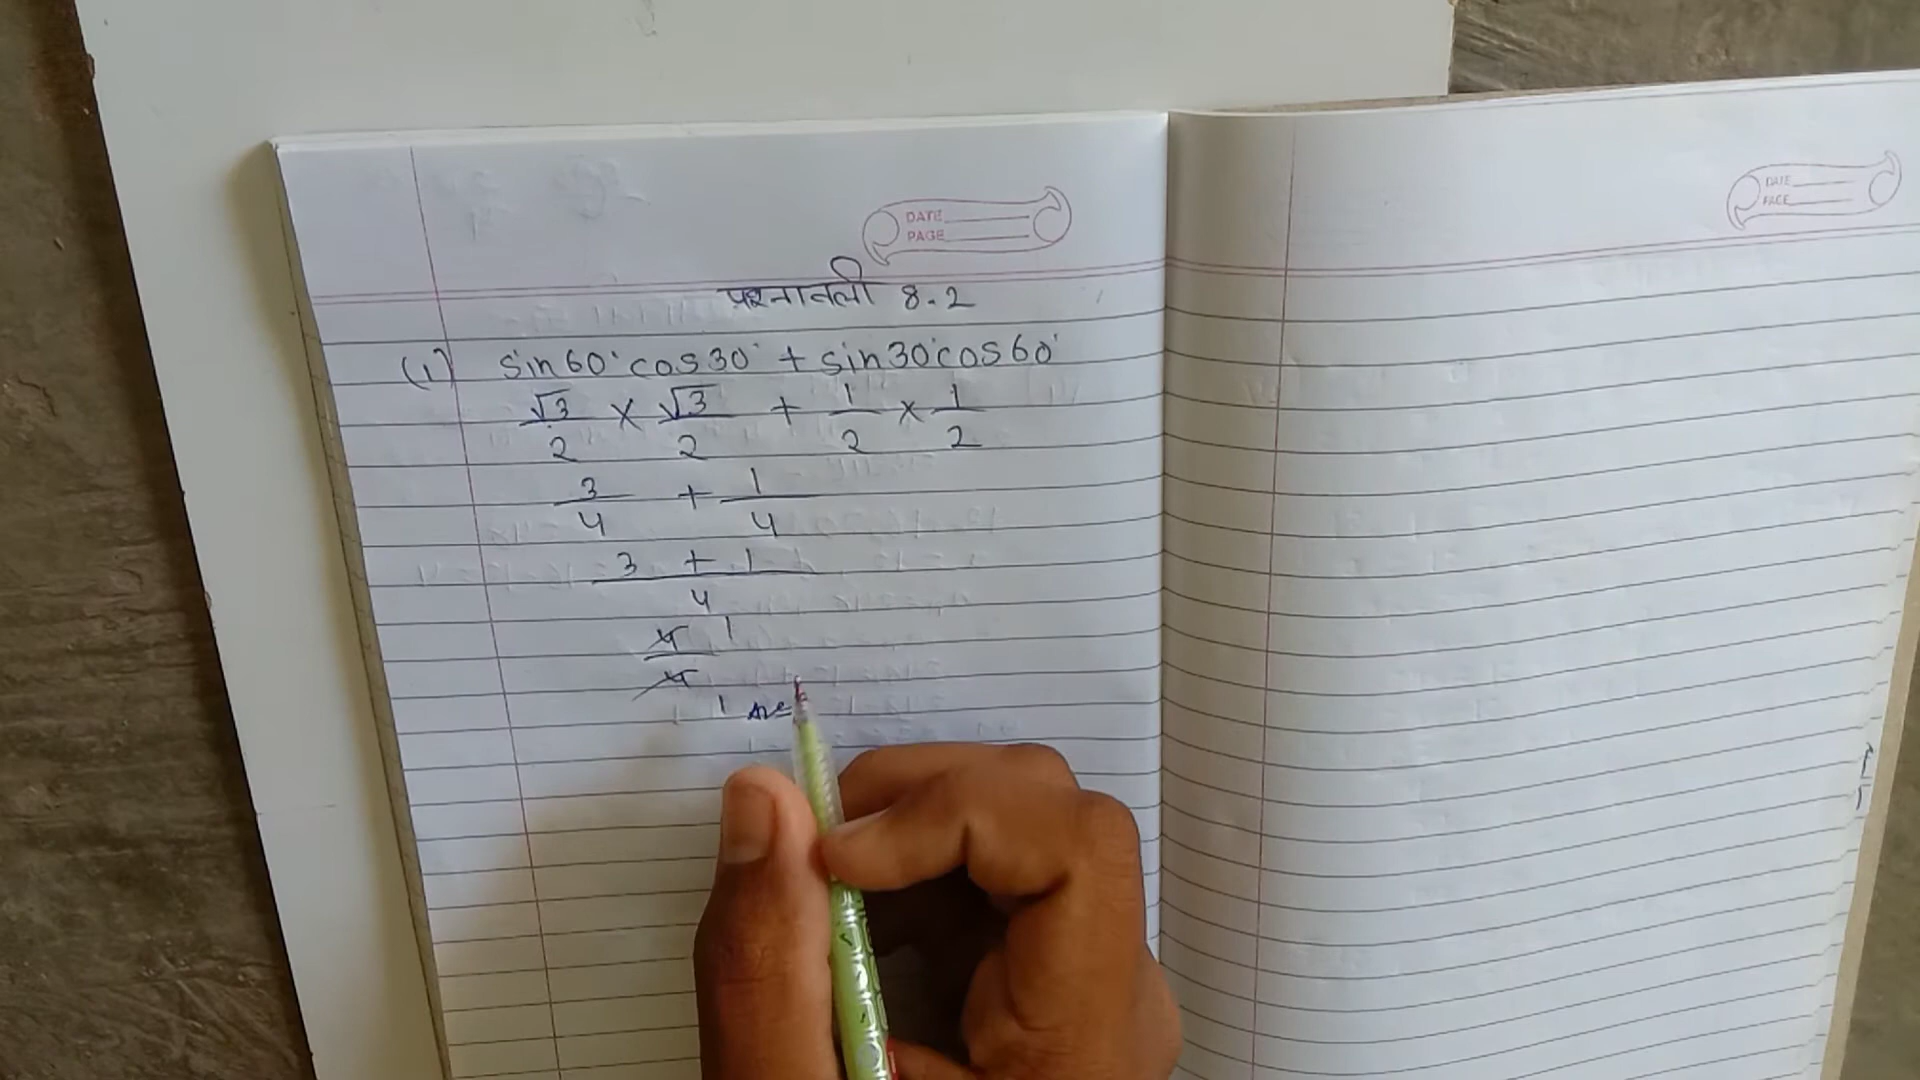 DATE
PAGE
DATE
PAGE
प्रश्नावली 8.2
(i) sin60° cos30° + sin30° cos60°
√3/2 × √3/2 + 1/2 × 1/2
3/4 + 1/4
3 + 1
4
4 1
4
1